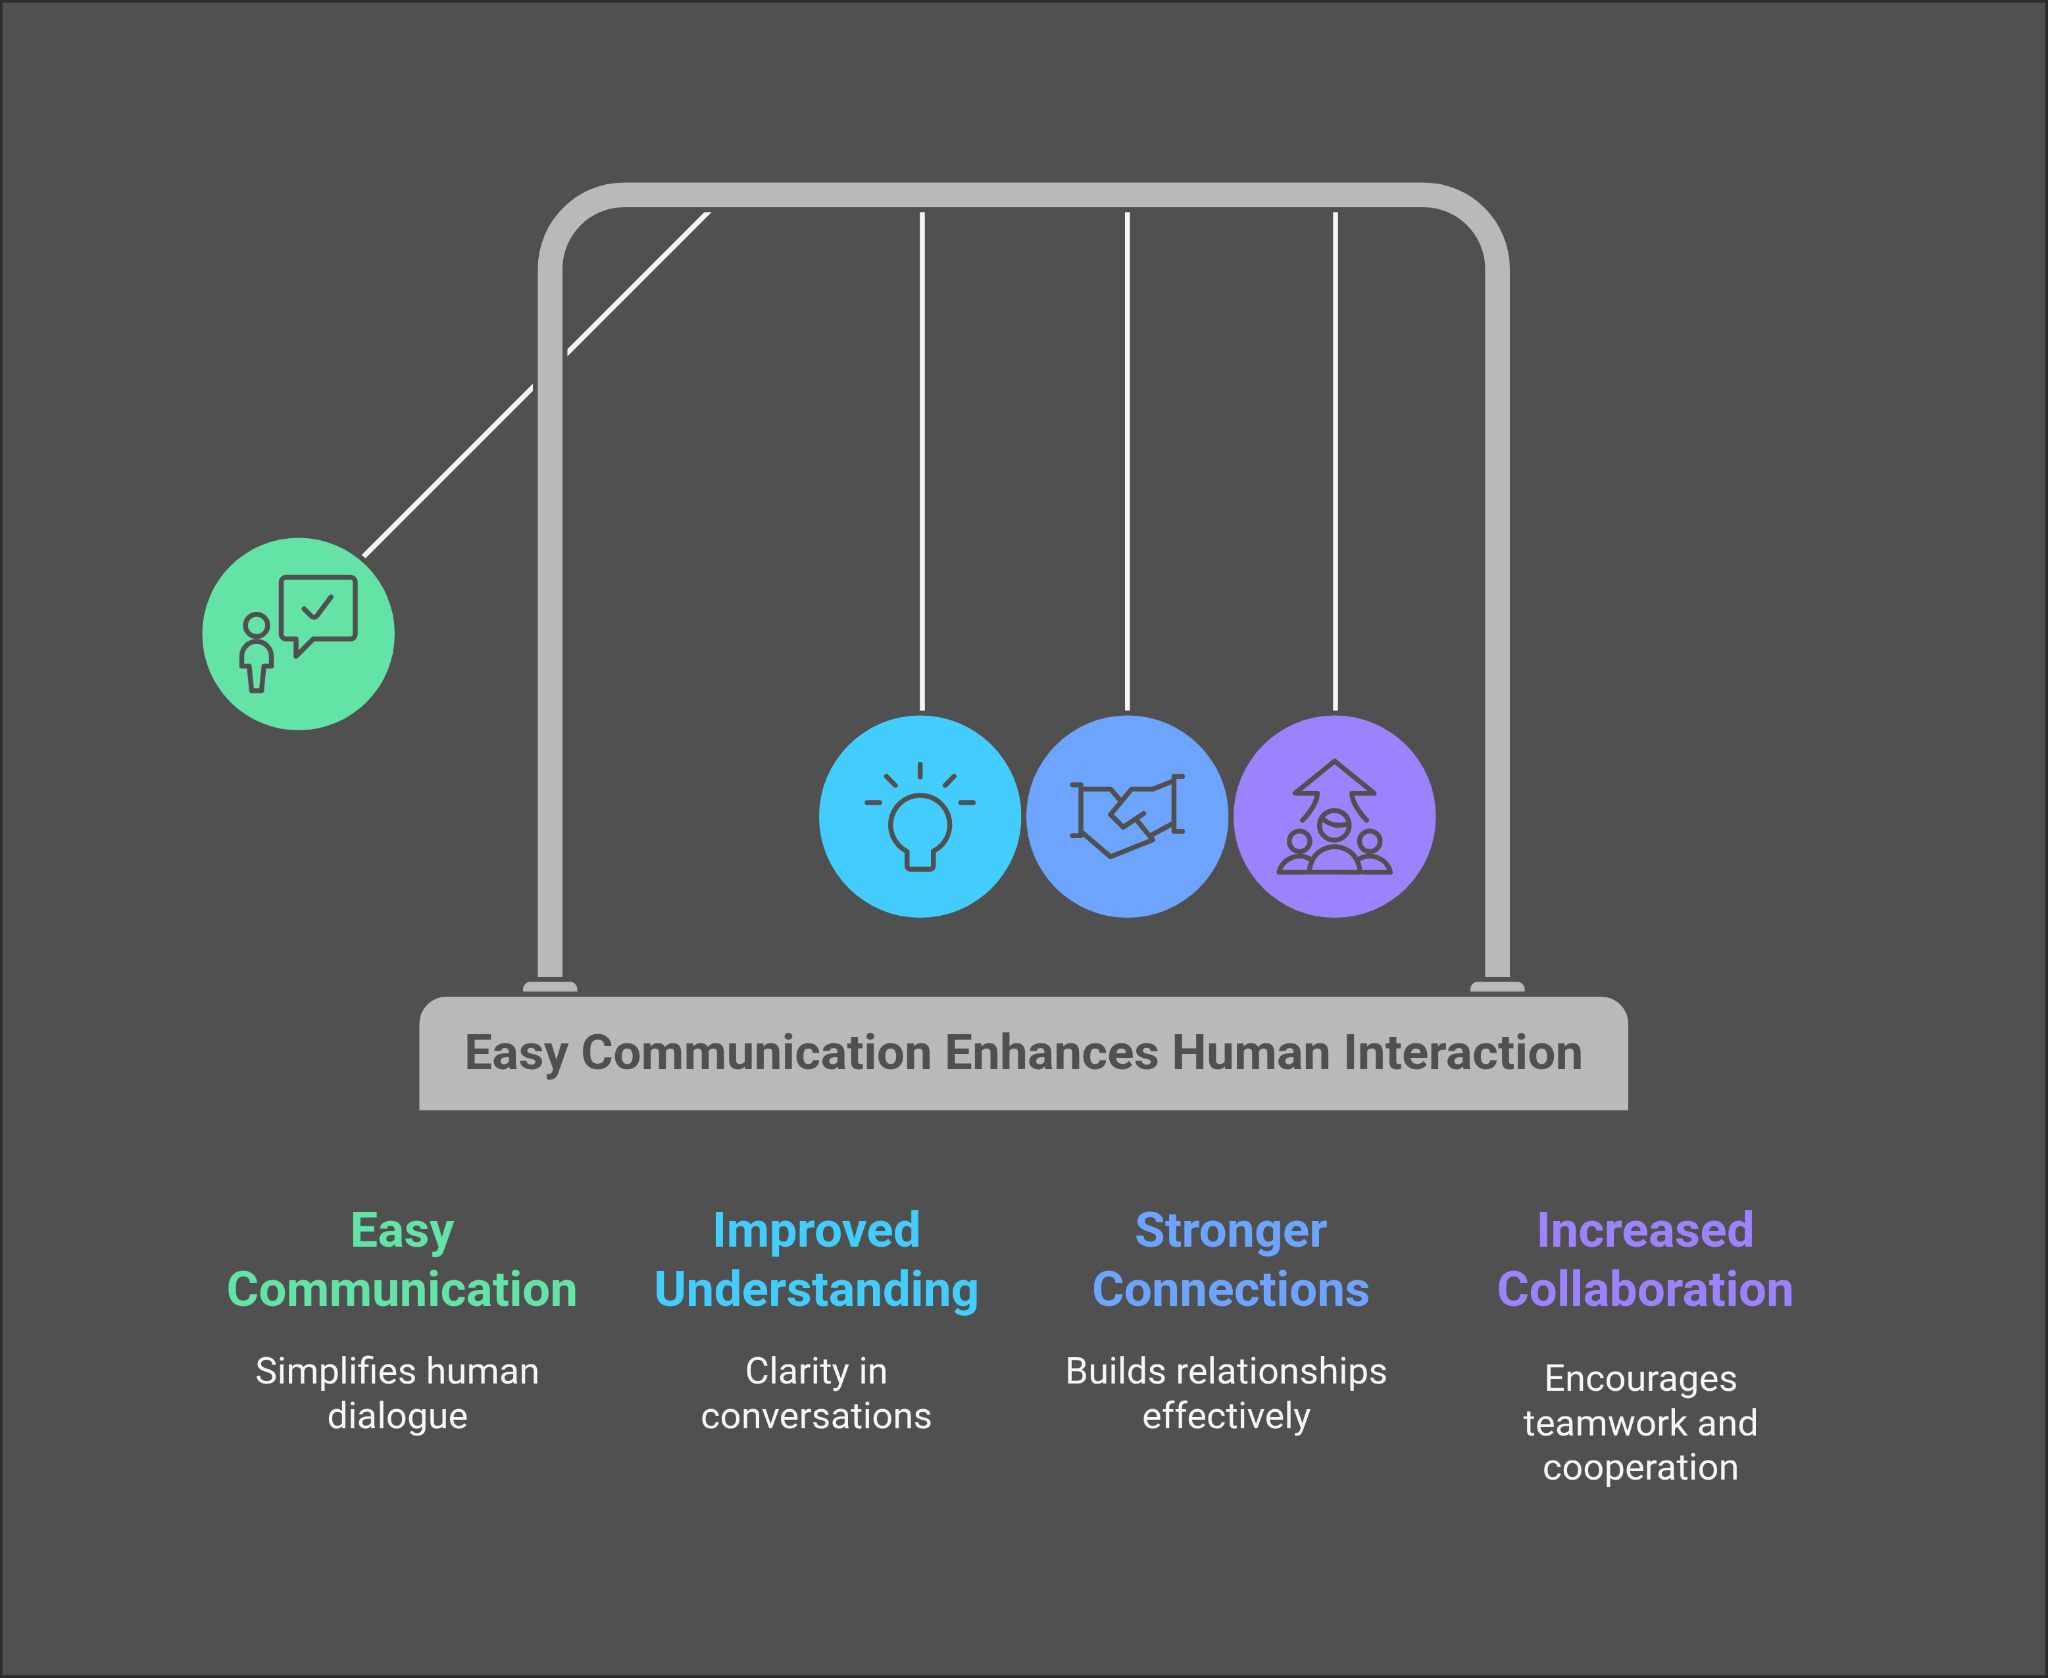 Easy Communication Enhances Human Interaction
Easy
Communication
Simplifies human
dialogue
Improved
Understanding
Clarity in
conversations
Stronger
Connections
Builds relationships
effectively
Increased
Collaboration
Encourages
teamwork and
cooperation